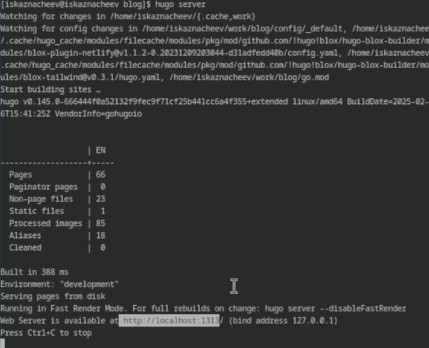 [iskaznacheev@iskaznacheev blog]$ hugo server
Watching for changes in /home/iskaznacheev/{.cache,work}
Watching for config changes in /home/iskaznacheev/work/blog/config/_default, /home/iskaznachee
/.cache/hugo_cache/modules/filecache/modules/pkg/mod/github.com/!hugo!blox/hugo-blox-builder/m
dules/blox-plugin-netlify@v1.1.2-0.20231209203044-d31adfedd40b/config.yaml, /home/iskaznacheev
.cache/hugo_cache/modules/filecache/modules/pkg/mod/github.com/!hugo!blox/hugo-blox-builder/mo
ules/blox-tailwind@v0.3.1/hugo.yaml, /home/iskaznacheev/work/blog/go.mod
Start building sites …
hugo v0.145.0-666444f0a52132f9fec9f71cf25b441cc6a4f355+extended linux/amd64 BuildDate=2025-02-
6T15:41:25Z VendorInfo=gohugoio
| EN
-------------------+-----
Pages | 66
Paginator pages | 0
Non-page files | 23
Static files | 1
Processed images | 85
Aliases | 18
Cleaned | 0
Built in 388 ms
Environment: "development"
Serving pages from disk
Running in Fast Render Mode. For full rebuilds on change: hugo server --disableFastRender
Web Server is available at http://localhost:1313/ (bind address 127.0.0.1)
Press Ctrl+C to stop